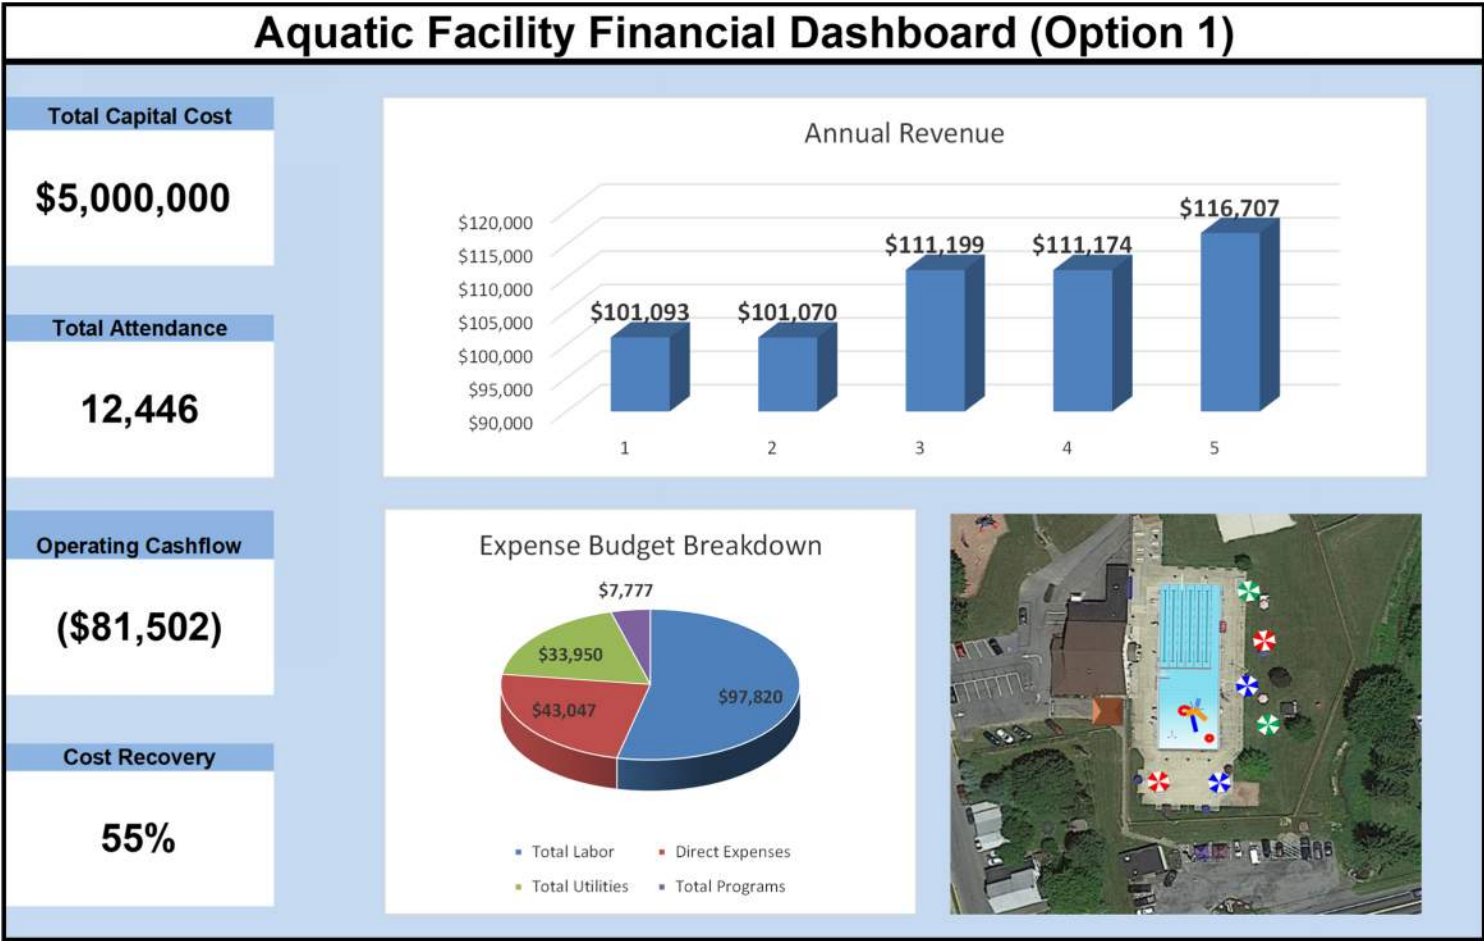 Aquatic Facility Financial Dashboard (Option 1)
Total Capital Cost
$5,000,000
Total Attendance
12,446
Operating Cashflow
($81,502)
Cost Recovery
55%
Annual Revenue
$120,000
$115,000
$110,000
$105,000
$100,000
$95,000
$90,000
$101,093
$101,070
$111,199
$111,174
$116,707
1 2 3 4 5
Expense Budget Breakdown
$7,777
$33,950
$43,047
$97,820
Total Labor Direct Expenses
Total Utilities Total Programs